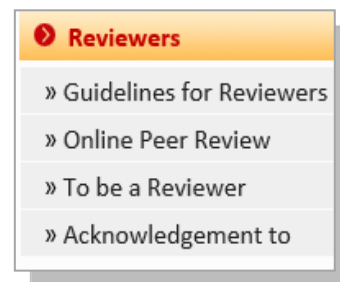 Reviewers
» Guidelines for Reviewers
» Online Peer Review
» To be a Reviewer
» Acknowledgement to